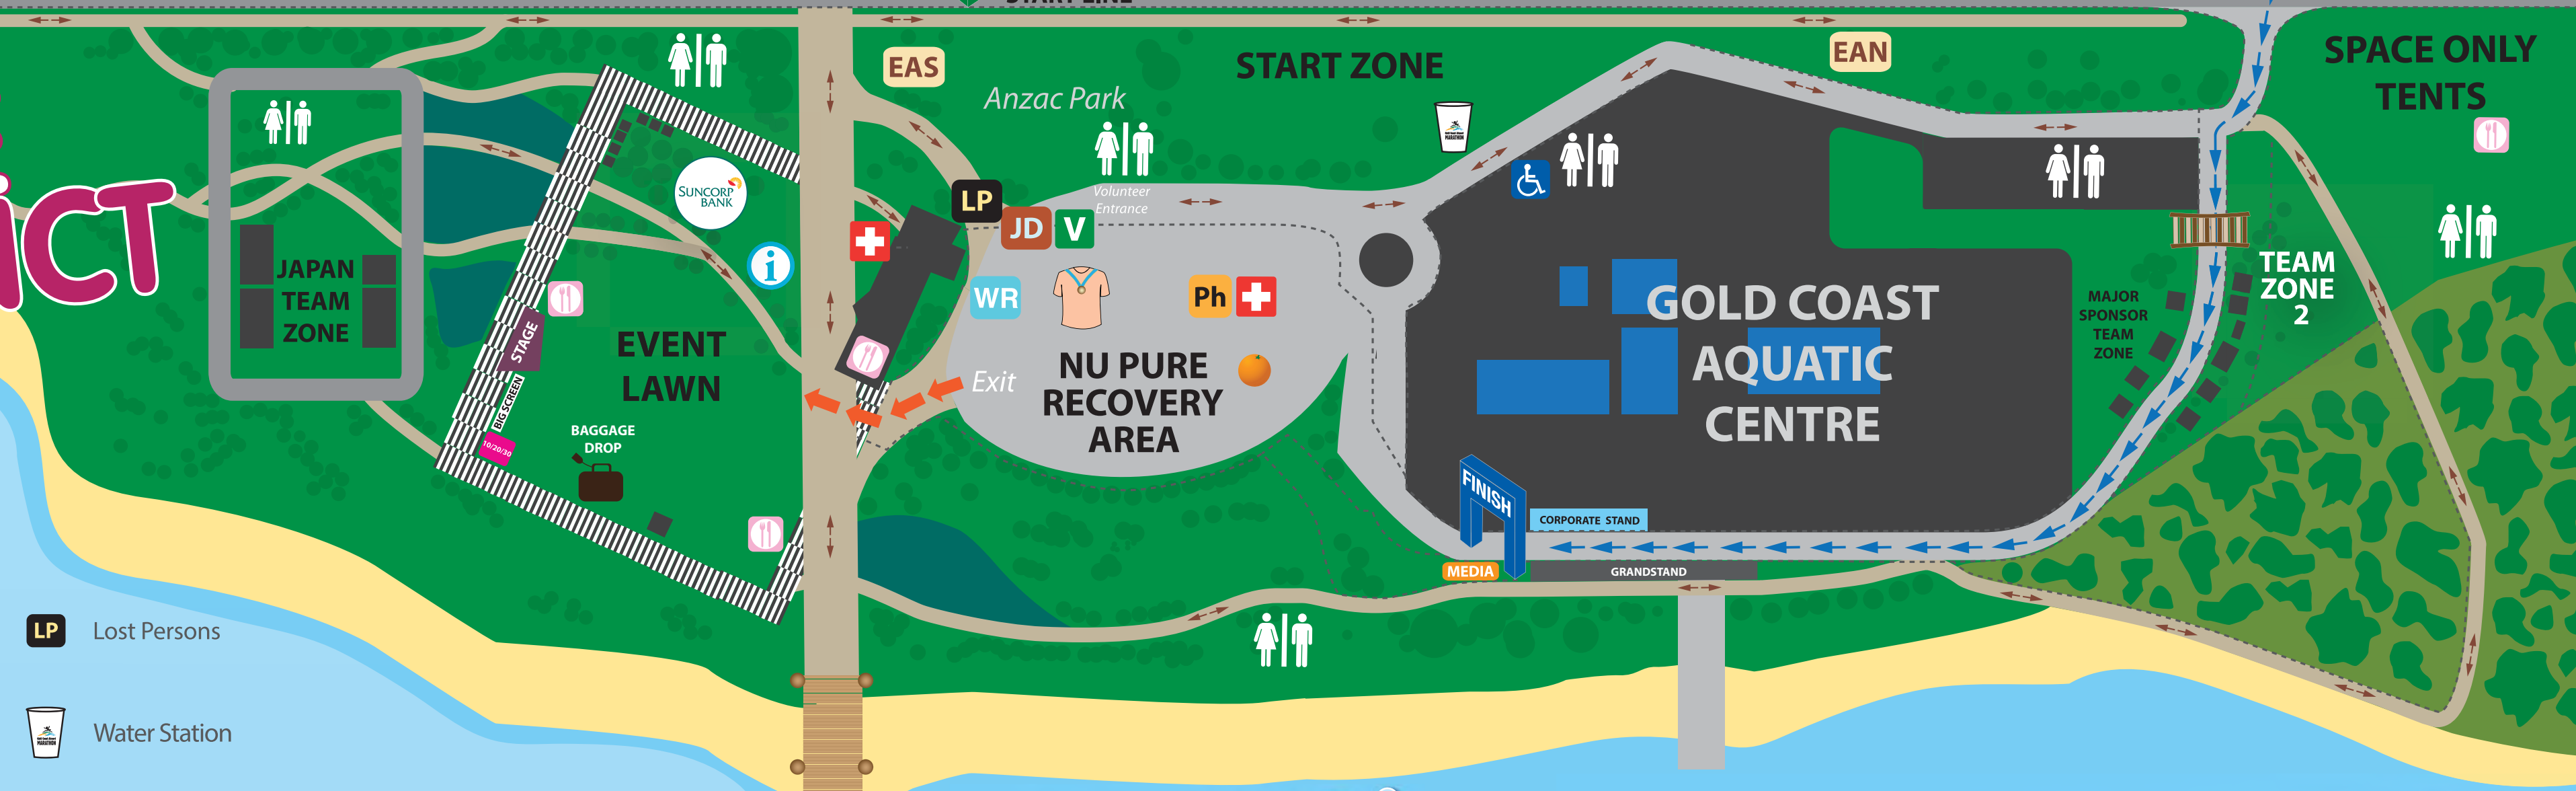 START LINE
EAS
START ZONE
EAN
SPACE ONLY
TENTS
Anzac Park
SUNCORP
BANK
LP
Volunteer
Entrance
JD
V
ICT
JAPAN
TEAM
ZONE
i
WR
Ph
STAGE
EVENT
LAWN
BIG SCREEN
10/20/30
BAGGAGE
DROP
Exit
NU PURE
RECOVERY
AREA
GOLD COAST
AQUATIC
CENTRE
MAJOR
SPONSOR
TEAM
ZONE
TEAM
ZONE
2
FINISH
CORPORATE STAND
MEDIA
GRANDSTAND
LP
Lost Persons
MARATHON
Water Station